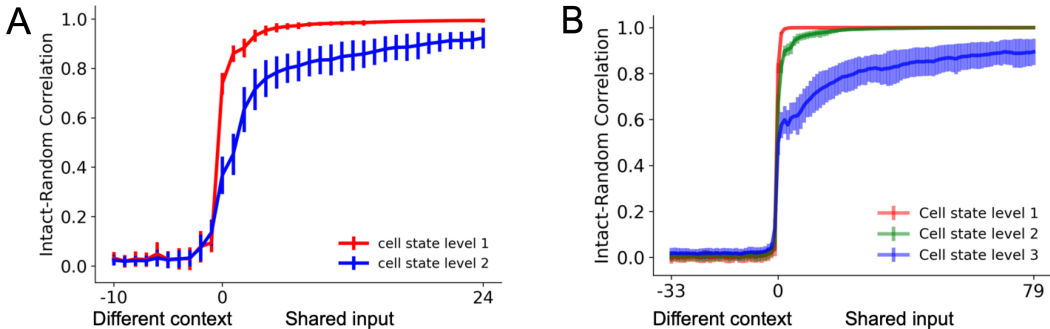 A
Intact-Random Correlation
1.0
0.8
0.6
0.4
0.2
0.0
cell state level 1
cell state level 2
-10
0
24
Different context
Shared input
B
Intact-Random Correlation
1.0
0.8
0.6
0.4
0.2
0.0
Cell state level 1
Cell state level 2
Cell state level 3
-33
0
79
Different context
Shared input